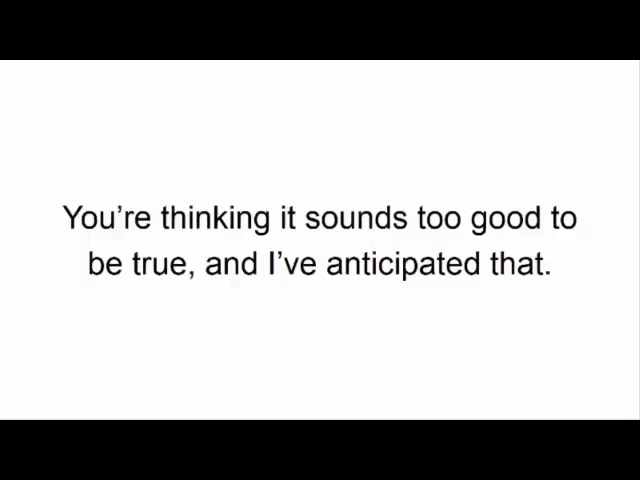 You’re thinking it sounds too good to
be true, and I’ve anticipated that.